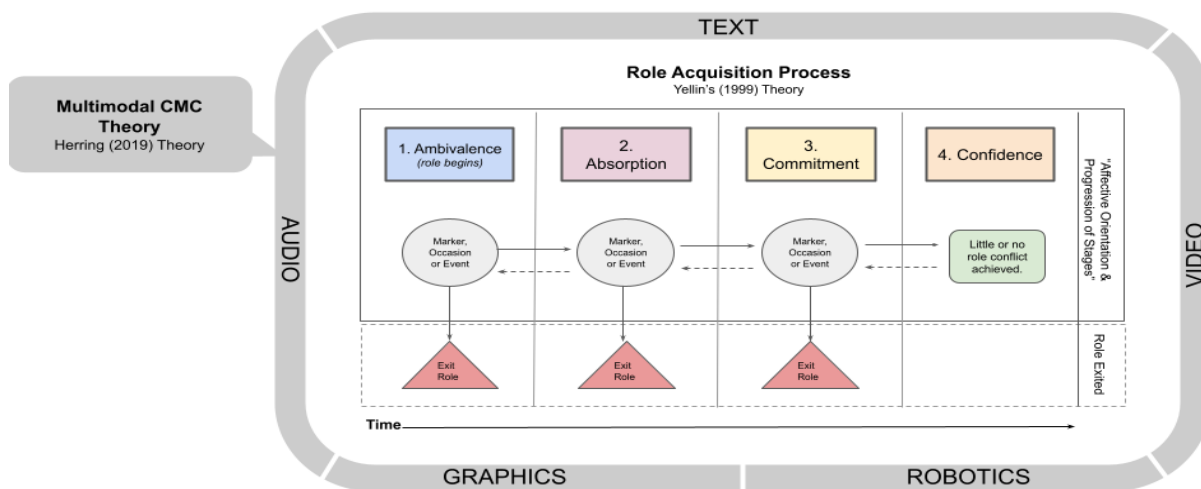 TEXT
Role Acquisition Process
Yellin's (1999) Theory
Multimodal CMC
Theory
Herring (2019) Theory
1. Ambivalence
(role begins)
2.
Absorption
3.
Commitment
4. Confidence
"Affective Orientation &
Progression of Stages"
AUDIO
VIDEO
Marker,
Occasion
or Event
Marker,
Occasion
or Event
Marker,
Occasion
or Event
Little or no
role conflict
achieved.
Exit
Role
Exit
Role
Exit
Role
Role Exited
Time
GRAPHICS
ROBOTICS